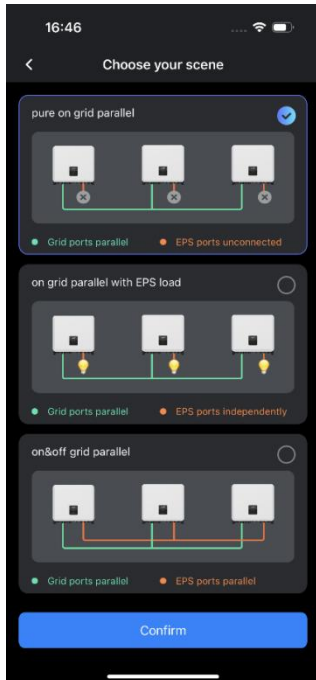 16:46
Choose your scene
pure on grid parallel
Grid ports parallel EPS ports unconnected
on grid parallel with EPS load
Grid ports parallel EPS ports independently
on&off grid parallel
Grid ports parallel EPS ports parallel
Confirm